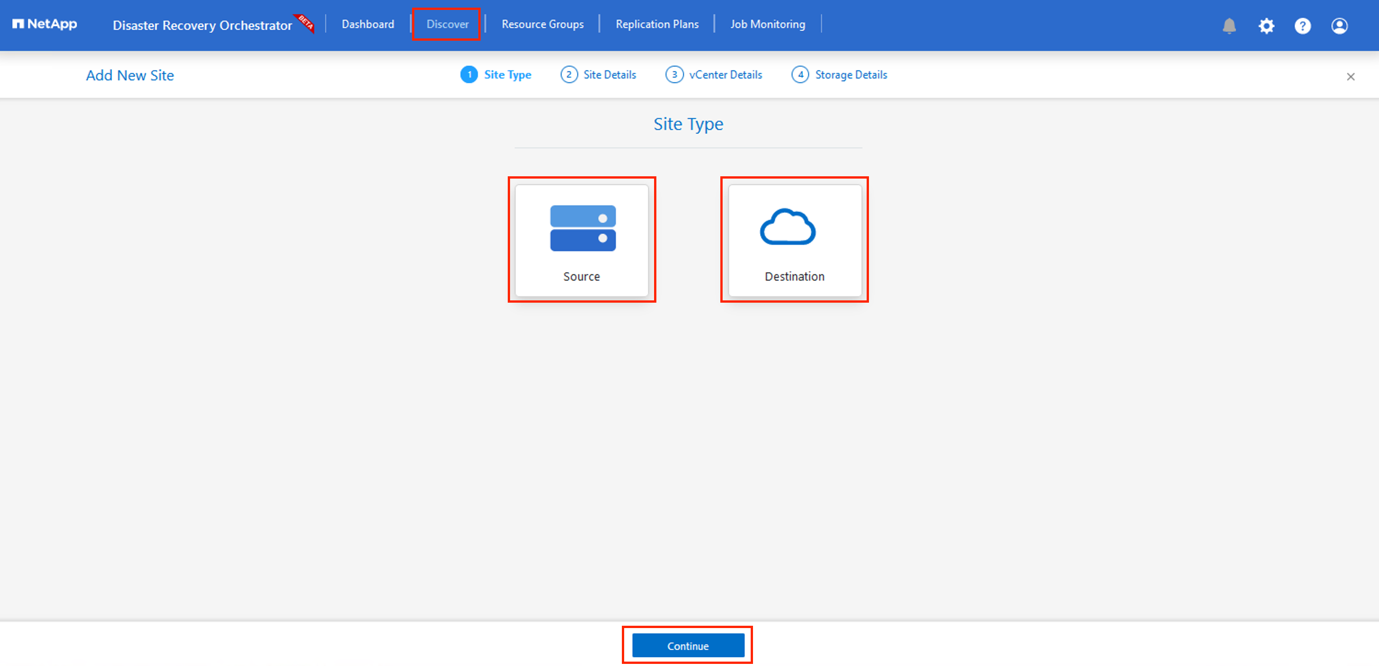 NetApp Disaster Recovery Orchestrator BETA Dashboard Discover Resource Groups Replication Plans Job Monitoring ?
Add New Site 1 Site Type 2 Site Details 3 vCenter Details 4 Storage Details ×
Site Type
Source Destination
Continue